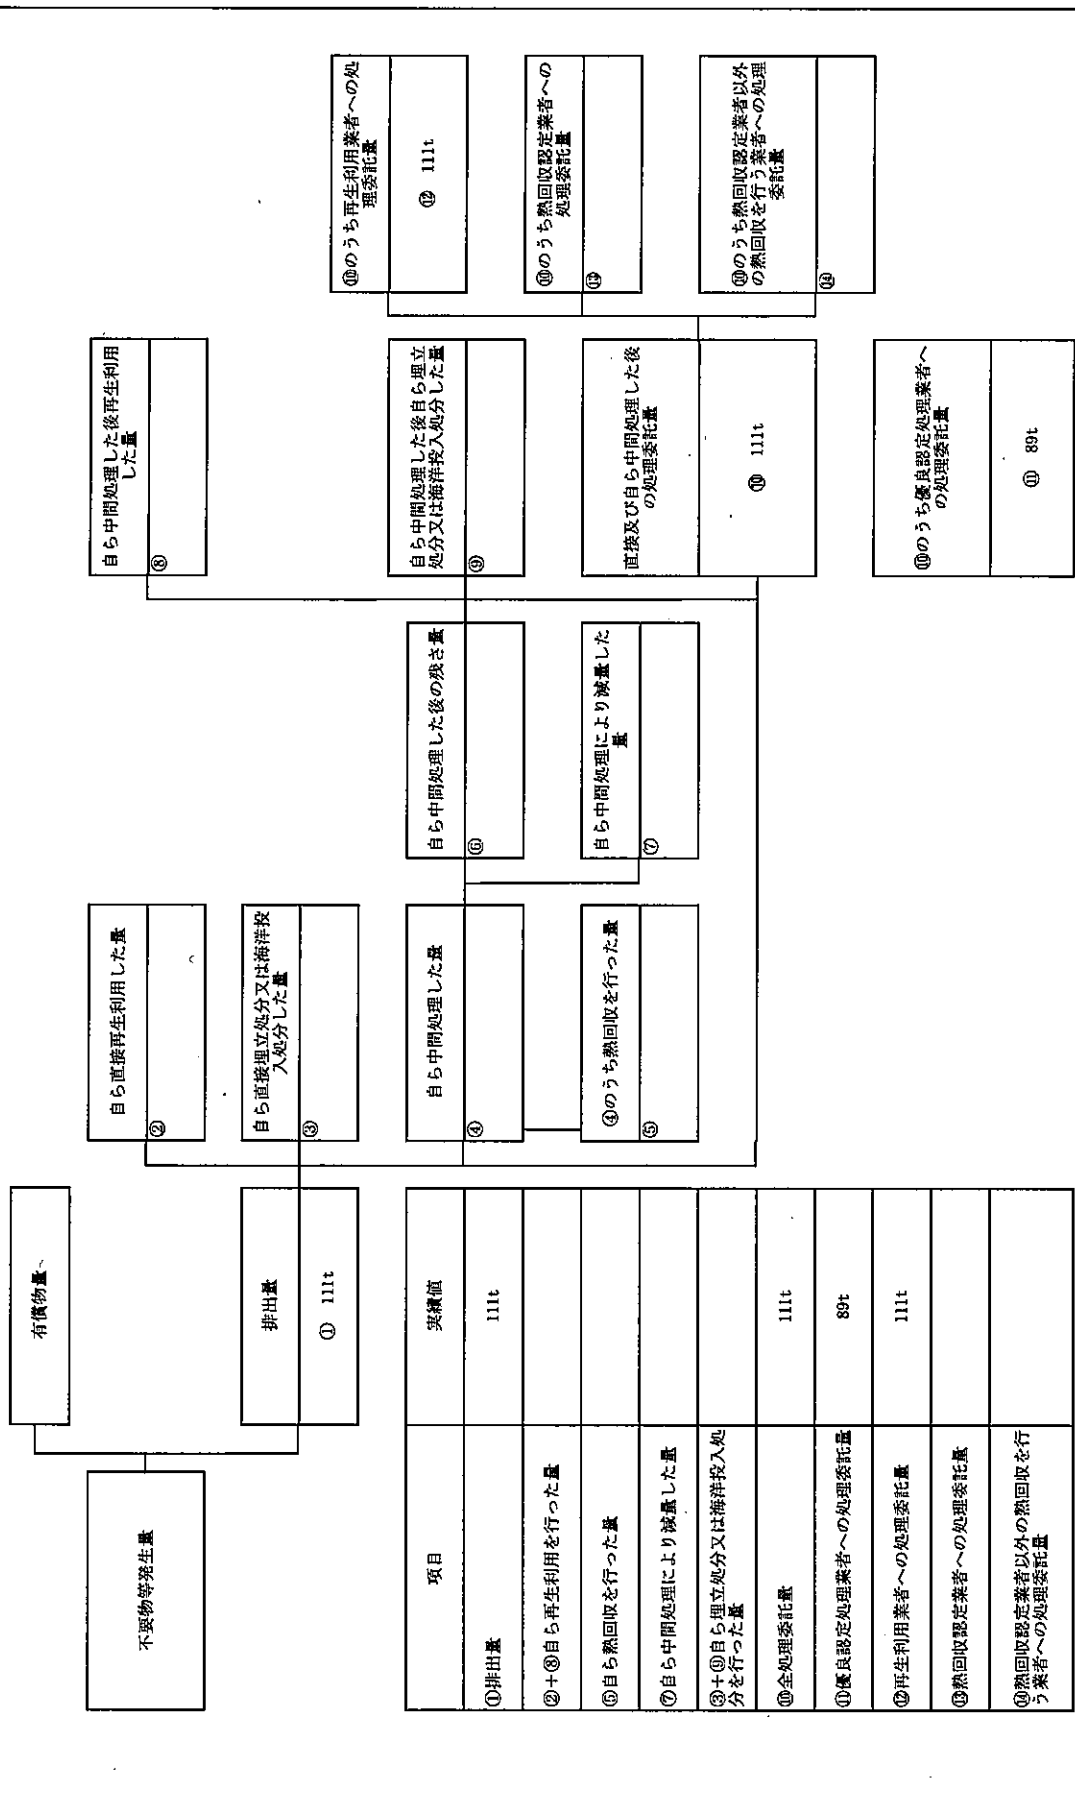 不要物等発生量
有償物量
排出量
① 111t
自ら直接再生利用した量
②
自ら直接埋立処分又は海洋投
入処分した量
③
自ら中間処理した量
④
④のうち熱回収を行った量
⑤
自ら中間処理した後の残さ量
⑥
自ら中間処理により減量した
量
⑦
自ら中間処理した後再生利用
した量
⑧
自ら中間処理した後自ら埋立
処分又は海洋投入処分した量
⑨
直接及び自ら中間処理した後
の処理委託量
⑩ 111t
⑩のうち優良認定処理業者へ
の処理委託量
⑪ 89t
⑩のうち再生利用業者への処
理委託量
⑫ 111t
⑩のうち熱回収認定業者への
処理委託量
⑬
⑩のうち熱回収認定業者以外
の熱回収を行う業者への処理
委託量
⑭
項目 実績値
①排出量 111t
②+⑧自ら再生利用を行った量
⑤自ら熱回収を行った量
⑦自ら中間処理により減量した量
③+⑨自ら埋立処分又は海洋投入処
分を行った量
⑩全処理委託量 111t
⑪優良認定処理業者への処理委託量 89t
⑫再生利用業者への処理委託量 111t
⑬熱回収認定業者への処理委託量
⑭熱回収認定業者以外の熱回収を行
う業者への処理委託量